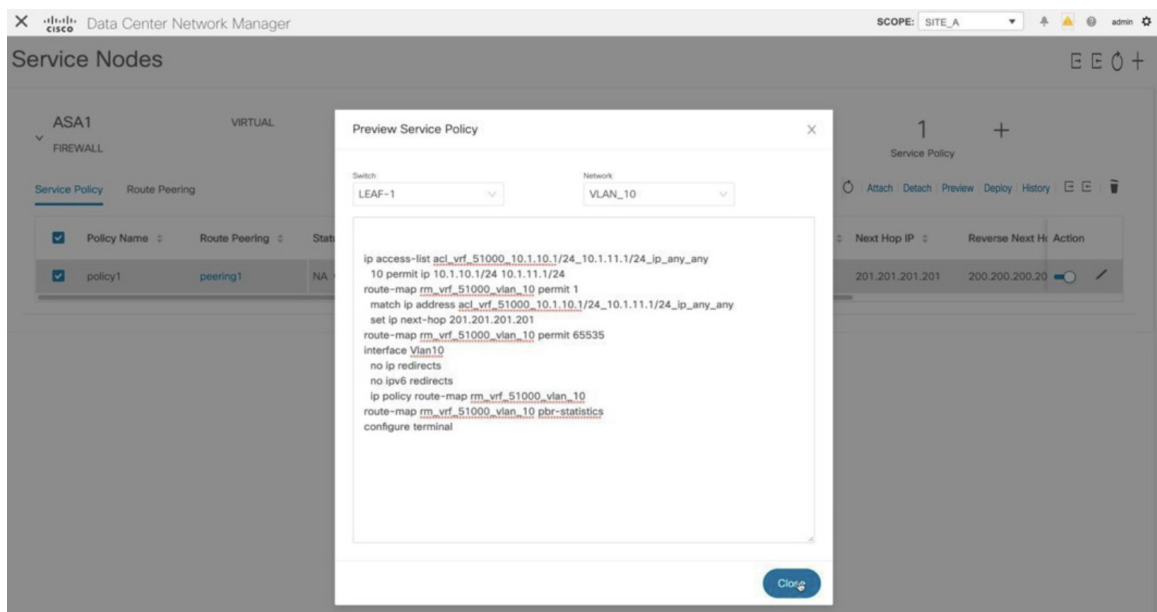 CISCO Data Center Network Manager SCOPE: SITE_A admin
Service Nodes
ASA1 VIRTUAL 1
FIREWALL Service Policy
Service Policy Route Peering Attach Detach Preview Deploy History
Policy Name Route Peering Next Hop IP Action
policy1 peering1 NA 201.201.201.201
Preview Service Policy
Switch Network
LEAF-1 VLAN_10
ip access-list acl_vrf_51000_10.1.10.1/24_10.1.11.1/24_ip_any_any
10 permit ip 10.1.10.1/24 10.1.11.1/24
route-map rm_vrf_51000_vlan_10 permit 1
match ip address acl_vrf_51000_10.1.10.1/24_10.1.11.1/24_ip_any_any
set ip next-hop 201.201.201.201
route-map rm_vrf_51000_vlan_10 permit 65535
interface Vlan10
no ip redirects
no ipv6 redirects
ip policy route-map rm_vrf_51000_vlan_10
route-map rm_vrf_51000_vlan_10 pbr-statistics
configure terminal
Close